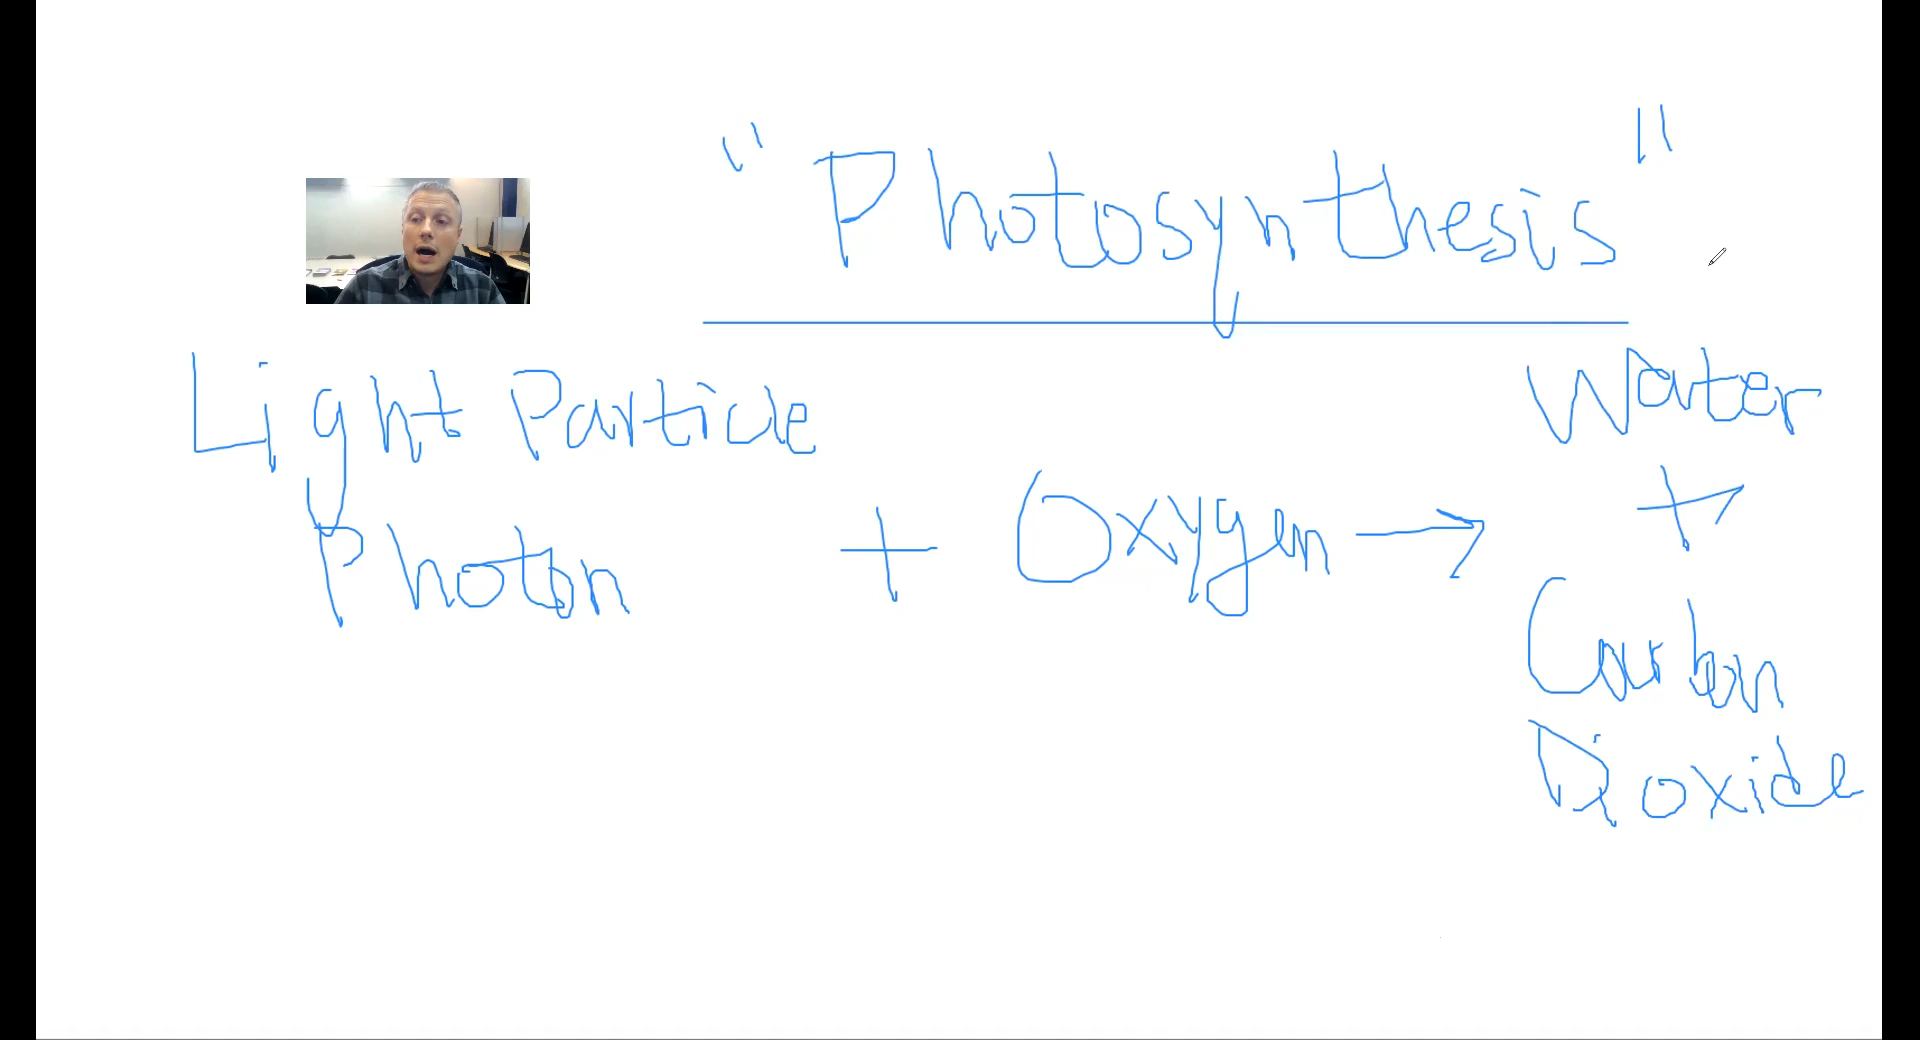 "Photosynthesis"
Light Particle
Photon + Oxygen →
Water
+
Carbon
Dioxide